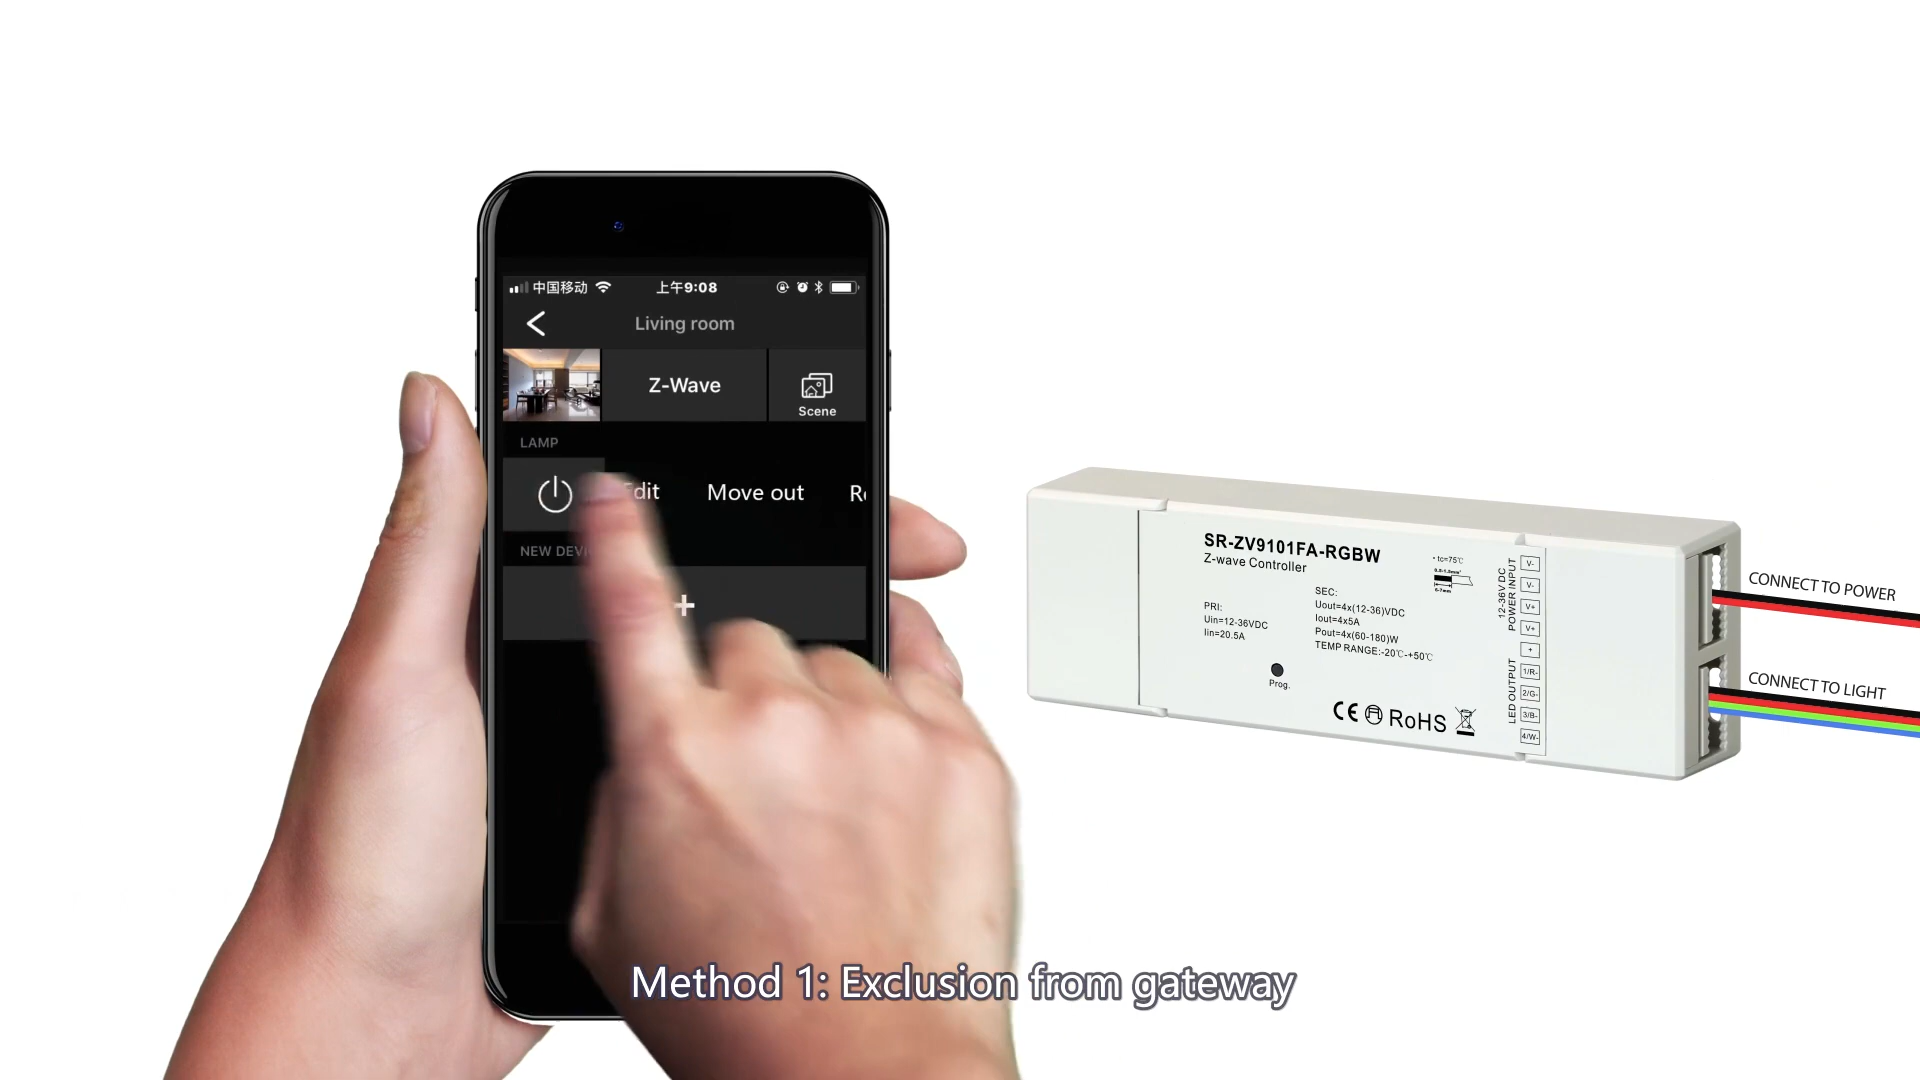 中国移动
上午9:08
Living room
Z-Wave
Scene
LAMP
Edit
Move out
NEW
+
SR-ZV9101FA-RGBW
Z-wave Controller
• tc=75℃
SEC:
Uout=4x(12-36)VDC
Iout=4x5A
Pout=4x(60-180)W
TEMP RANGE:-20℃-+50℃
PRI:
Uin=12-36VDC
Iin=20.5A
Prog.
CE RoHS
12-36V DC
POWER INPUT
V-
V-
V+
V+
LED OUTPUT
+
1/R-
2/G-
3/B-
4/W-
CONNECT TO POWER
CONNECT TO LIGHT
Method 1: Exclusion from gateway